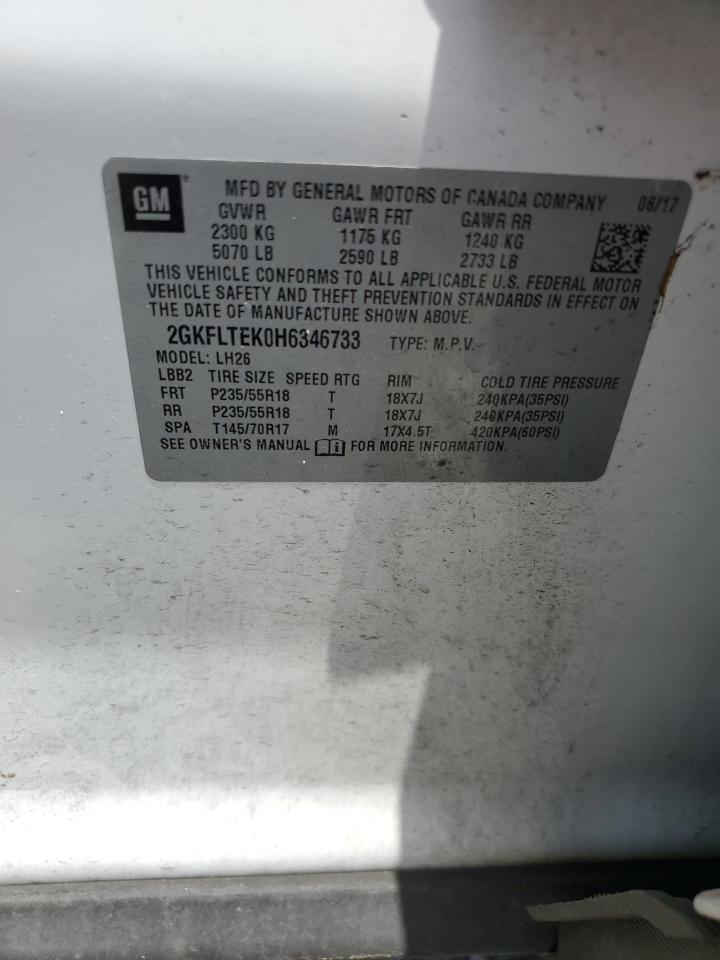 GM MFD BY GENERAL MOTORS OF CANADA COMPANY 06/17
GVWR GAWR FRT GAWR RR
2300 KG 1175 KG 1240 KG
5070 LB 2590 LB 2733 LB
THIS VEHICLE CONFORMS TO ALL APPLICABLE U.S. FEDERAL MOTOR
VEHICLE SAFETY AND THEFT PREVENTION STANDARDS IN EFFECT ON
THE DATE OF MANUFACTURE SHOWN ABOVE.
2GKFLTEK0H6346733 TYPE: M.P.V.
MODEL: LH26
LBB2 TIRE SIZE SPEED RTG RIM COLD TIRE PRESSURE
FRT P235/55R18 T 18X7J 240KPA(35PSI)
RR P235/55R18 T 18X7J 240KPA(35PSI)
SPA T145/70R17 M 17X4.5T 420KPA(60PSI)
SEE OWNER'S MANUAL i FOR MORE INFORMATION.